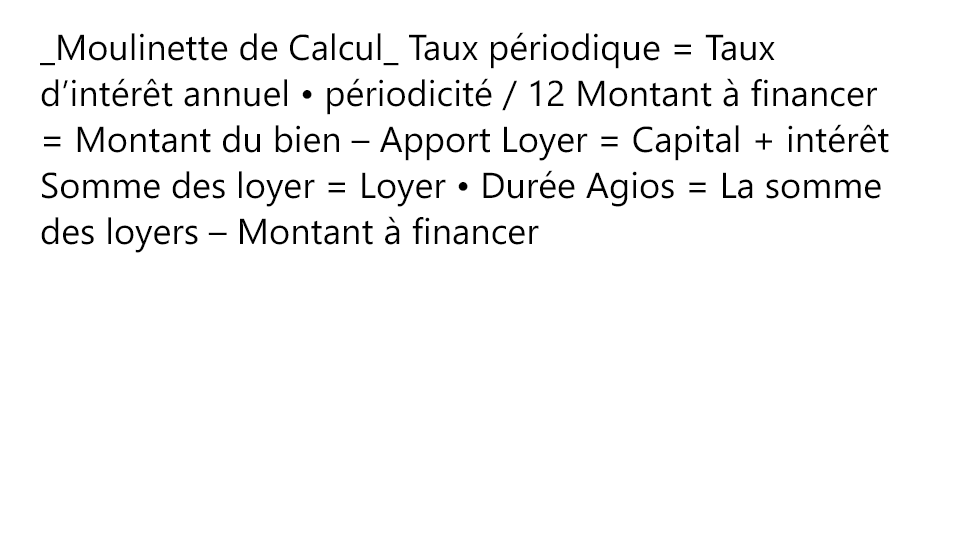 _Moulinette de Calcul_ Taux périodique = Taux
d’intérêt annuel • périodicité / 12 Montant à financer
= Montant du bien – Apport Loyer = Capital + intérêt
Somme des loyer = Loyer • Durée Agios = La somme
des loyers – Montant à financer